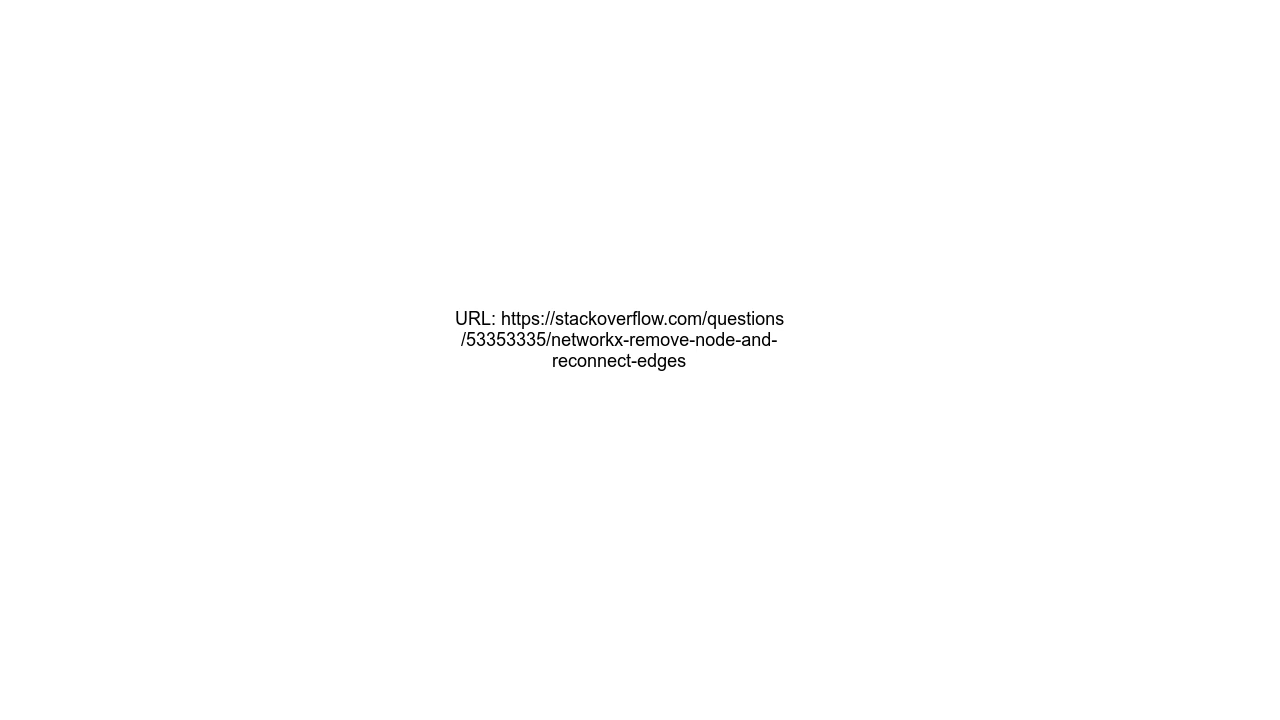 URL: https://stackoverflow.com/questions
/53353335/networkx-remove-node-and-
reconnect-edges